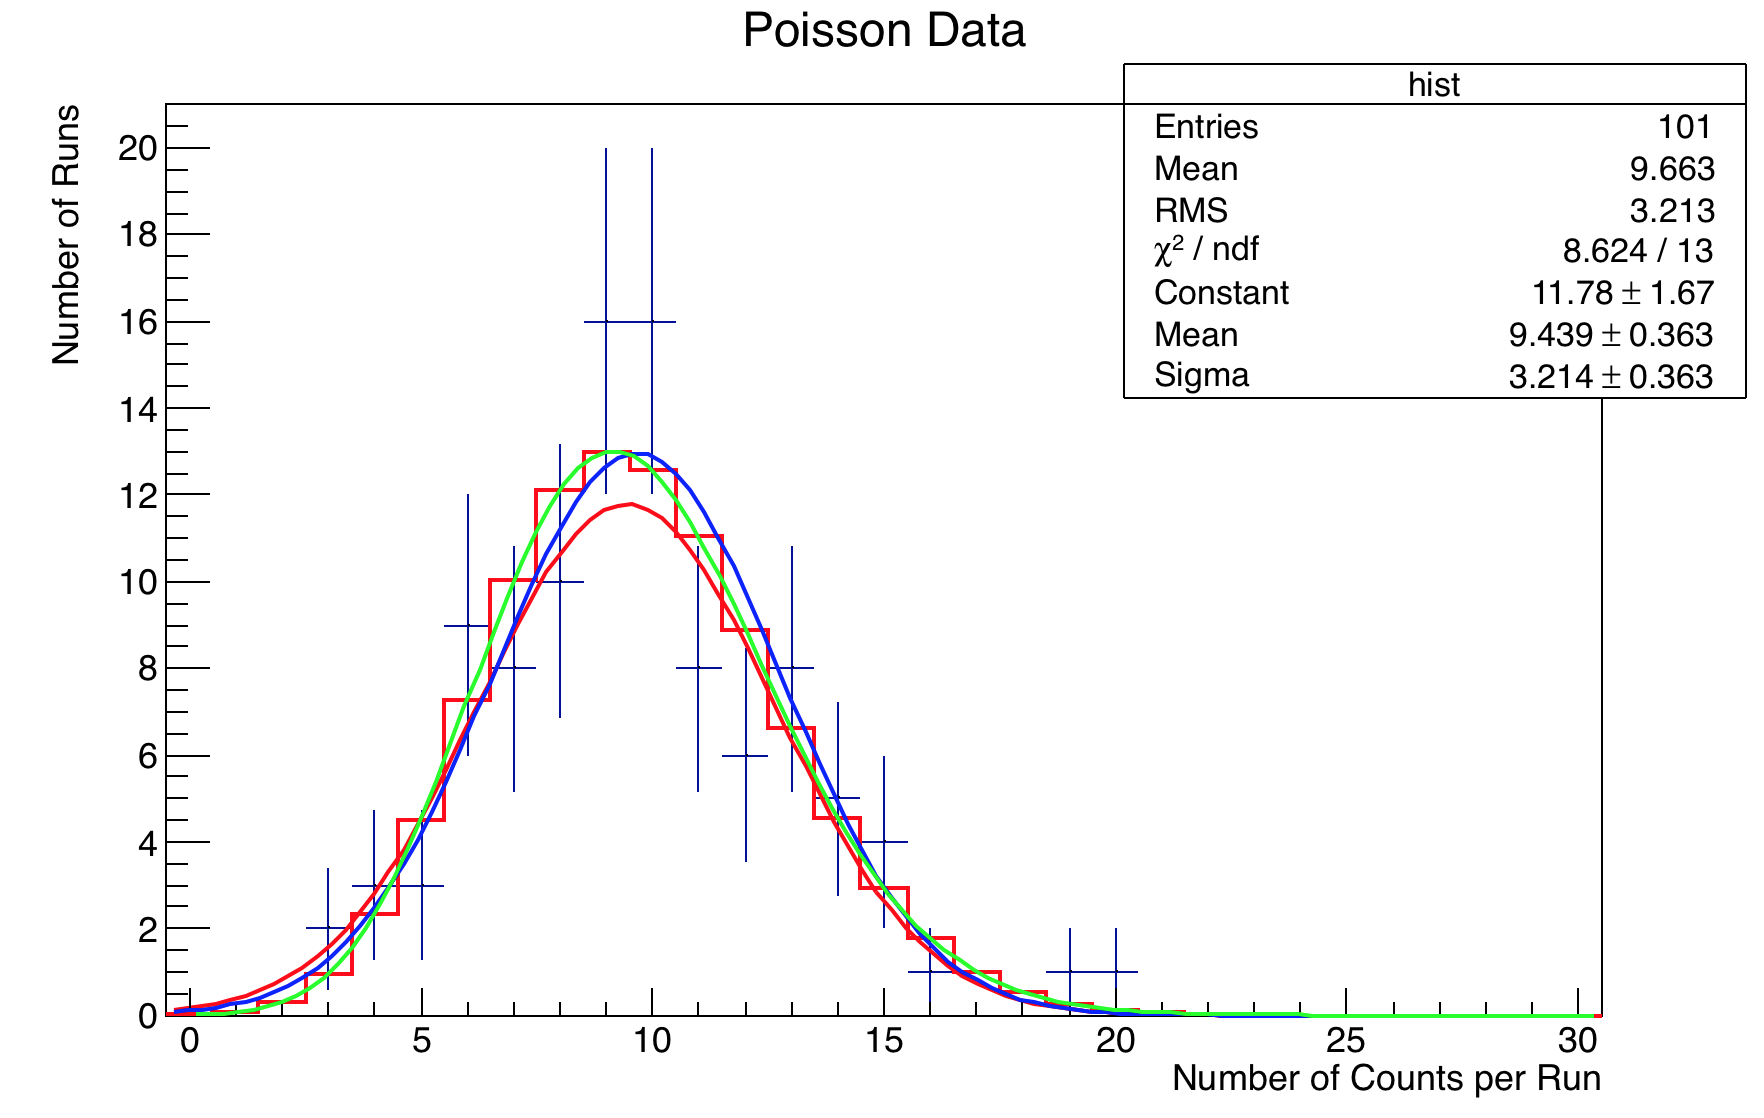 Poisson Data
hist
Entries 101
Mean 9.663
RMS 3.213
χ² / ndf 8.624 / 13
Constant 11.78 ± 1.67
Mean 9.439 ± 0.363
Sigma 3.214 ± 0.363
Number of Runs
20
18
16
14
12
10
8
6
4
2
0
0 5 10 15 20 25 30
Number of Counts per Run